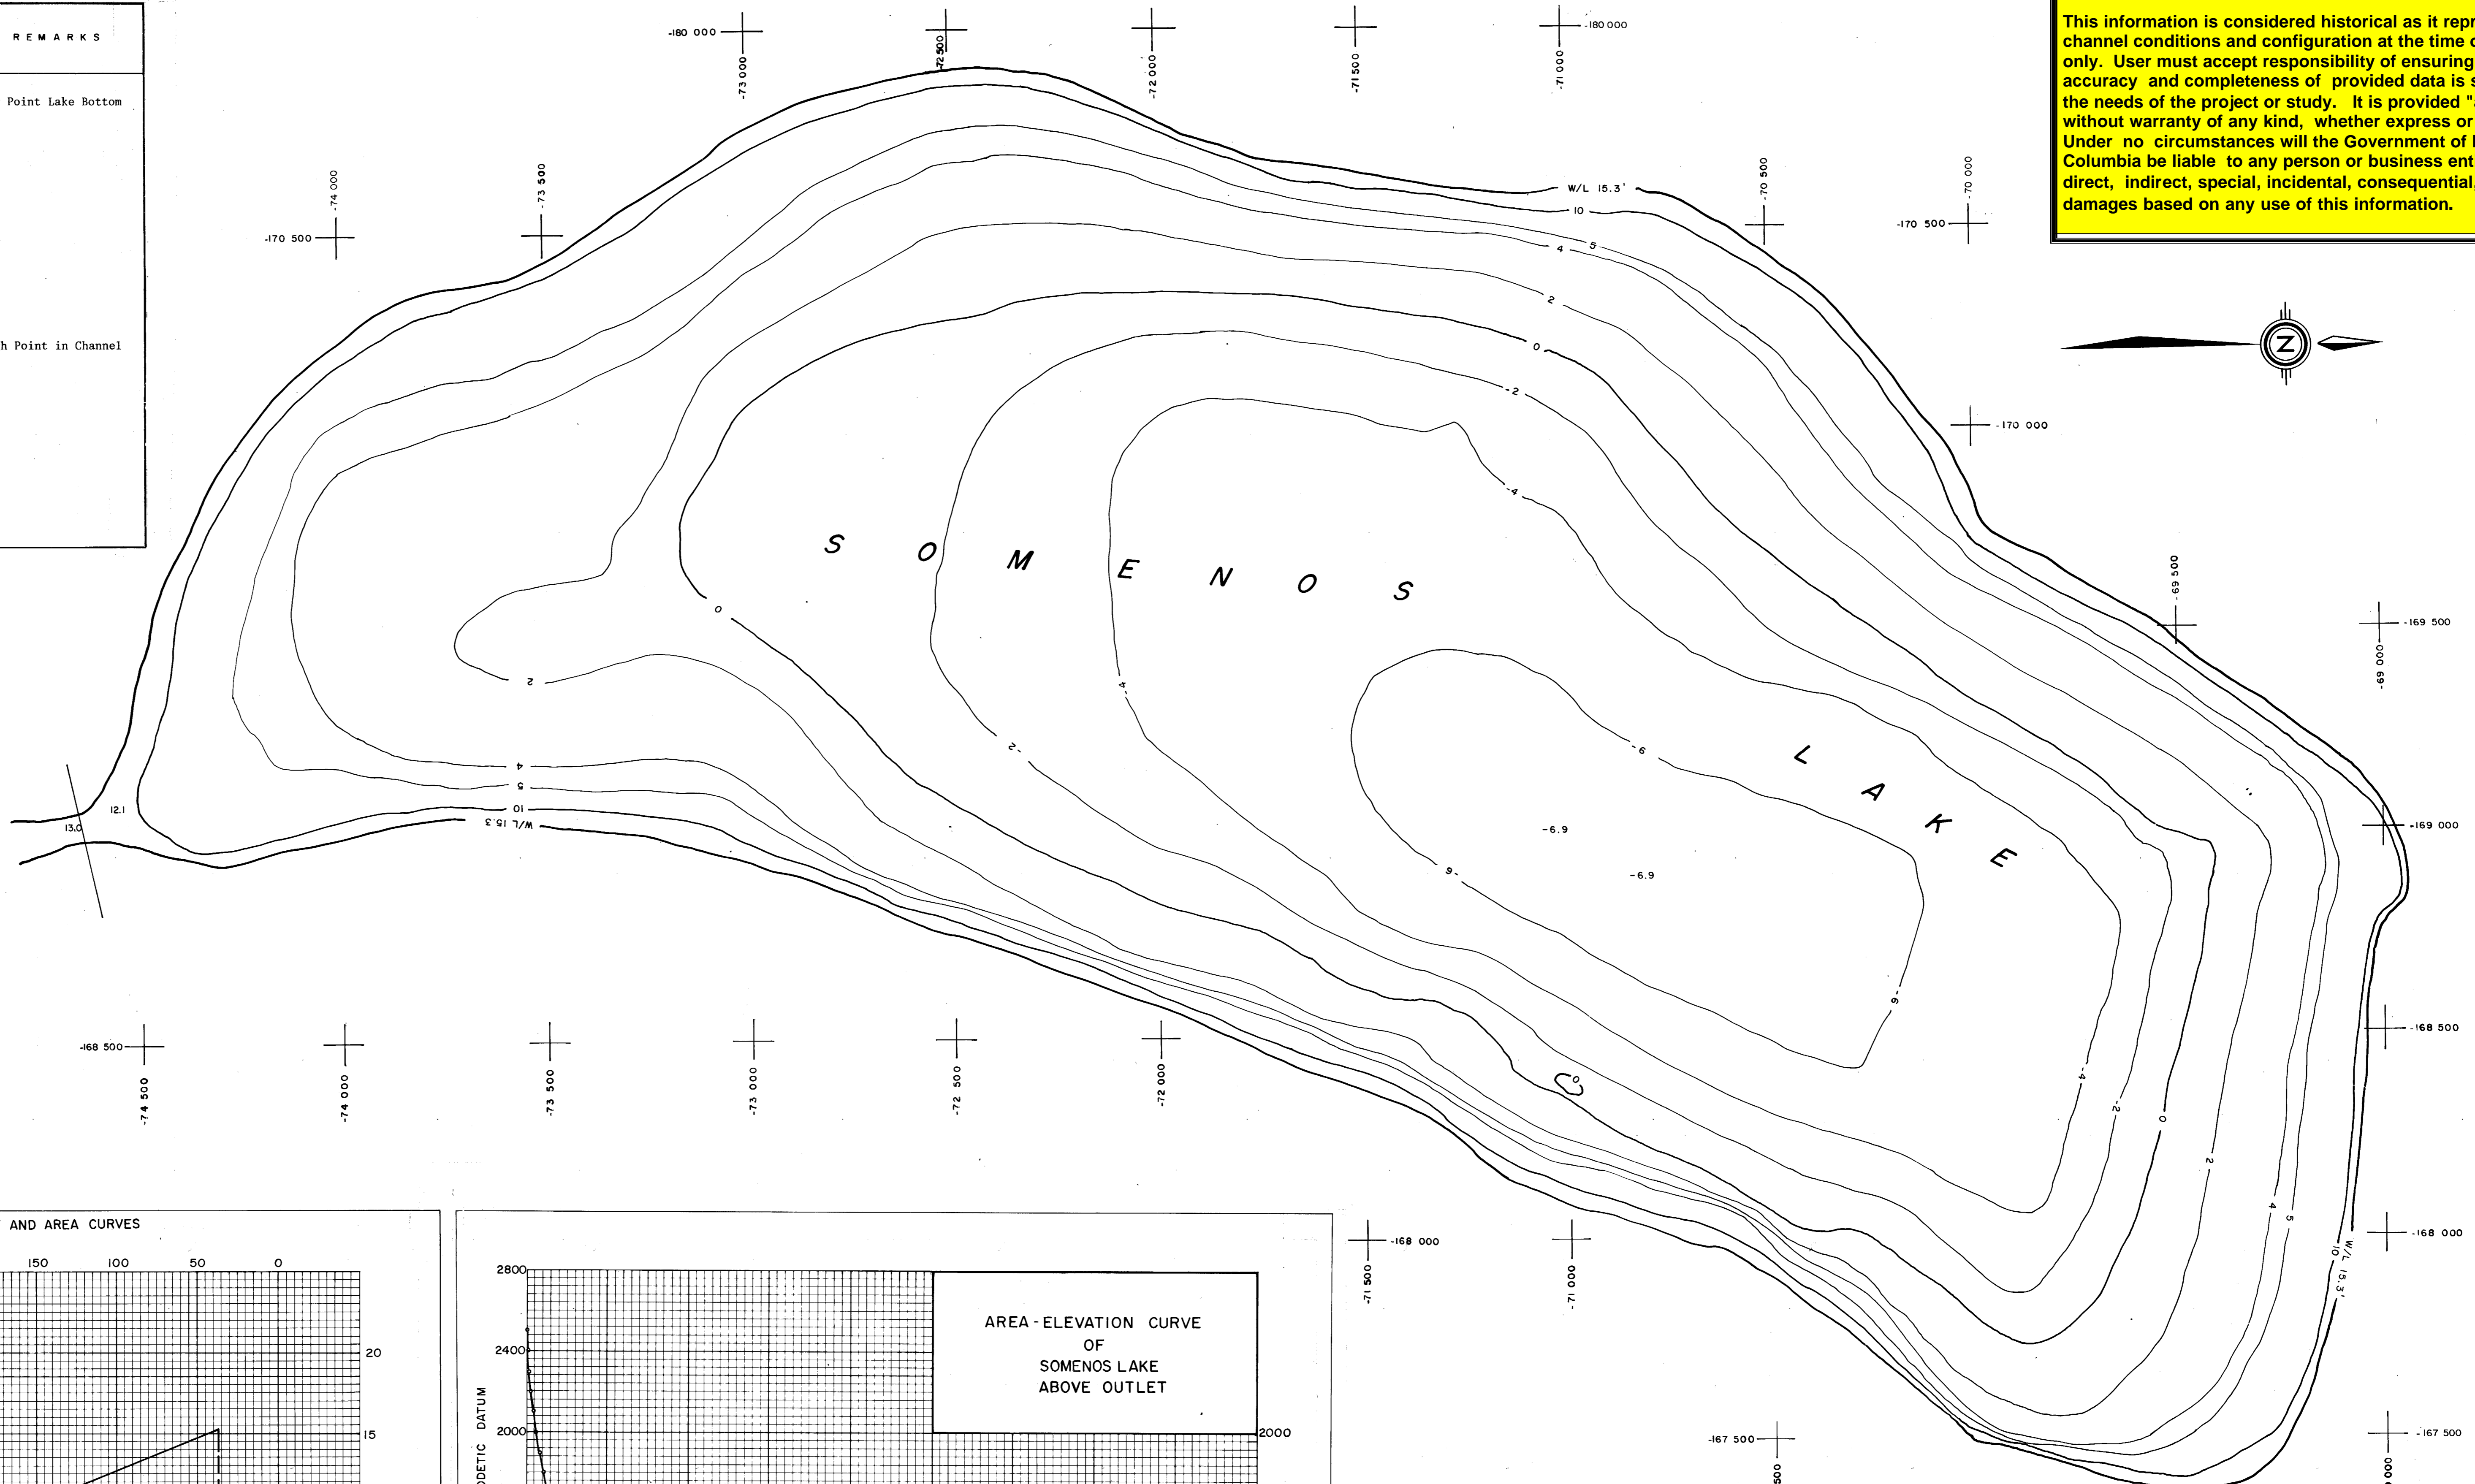 REMARKS
Point Lake Bottom
h Point in Channel
This information is considered historical as it repr
channel conditions and configuration at the time o
only. User must accept responsibility of ensuring
accuracy and completeness of provided data is s
the needs of the project or study. It is provided "
without warranty of any kind, whether express or
Under no circumstances will the Government of
Columbia be liable to any person or business ent
direct, indirect, special, incidental, consequential,
damages based on any use of this information.
-180 000
-180 000
-73 000
-72 500
-72 000
-71 500
-71 000
-74 000
-73 500
-70 500
-70 000
-170 500
-170 500
W/L 15.3'
10
5
4
2
0
-2
-4
Z
-170 000
SOMENOS
-69 500
-169 500
-69 000
0
2
-4
-2
-6
LAKE
4
5
10
W/L 15.3
12.1
13.0
-6.9
-6.9
-6
-6
-169 000
-168 500
-168 500
-74 500
-74 000
-73 500
-73 000
-72 500
-72 000
0
-4
-2
0
2
4
5
10
W/L 15.3'
-168 000
-168 000
-71 500
-71 000
-167 500
-167 500
500
000
AND AREA CURVES
150 100 50 0
20
15
2800
2400
2000
2000
ODETIC DATUM
AREA-ELEVATION CURVE
OF
SOMENOS LAKE
ABOVE OUTLET